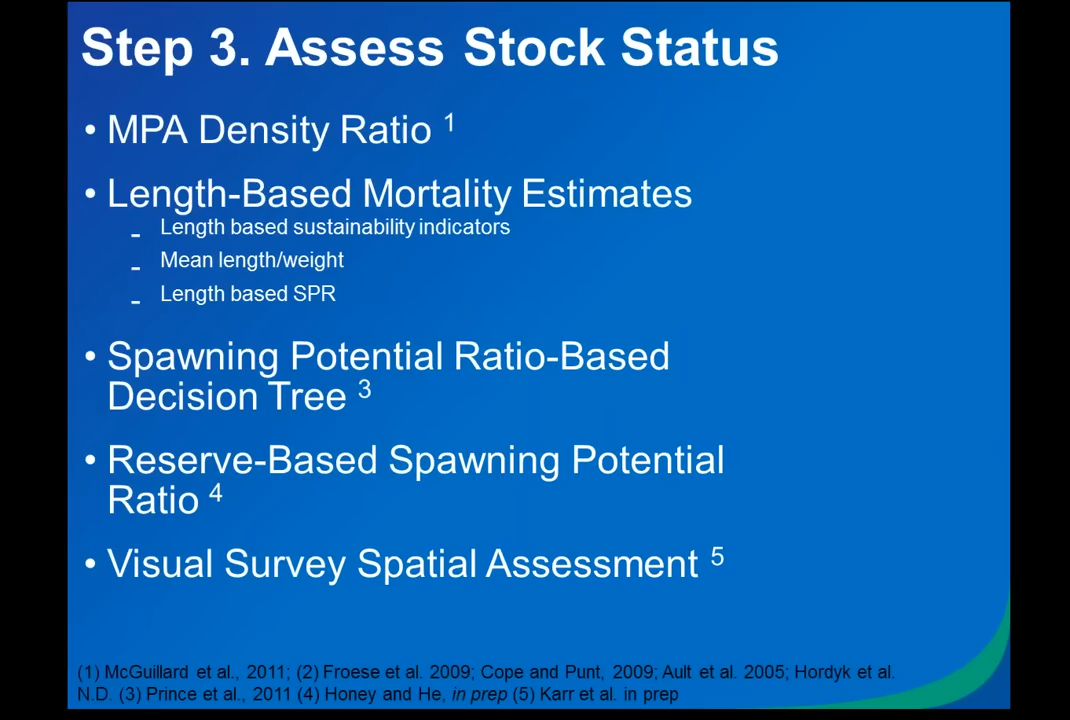 Step 3. Assess Stock Status
• MPA Density Ratio 1
• Length-Based Mortality Estimates
- Length based sustainability indicators
- Mean length/weight
- Length based SPR
• Spawning Potential Ratio-Based
Decision Tree 3
• Reserve-Based Spawning Potential
Ratio 4
• Visual Survey Spatial Assessment 5
(1) McGuillard et al., 2011; (2) Froese et al. 2009; Cope and Punt, 2009; Ault et al. 2005; Hordyk et al.
N.D. (3) Prince et al., 2011 (4) Honey and He, in prep (5) Karr et al. in prep